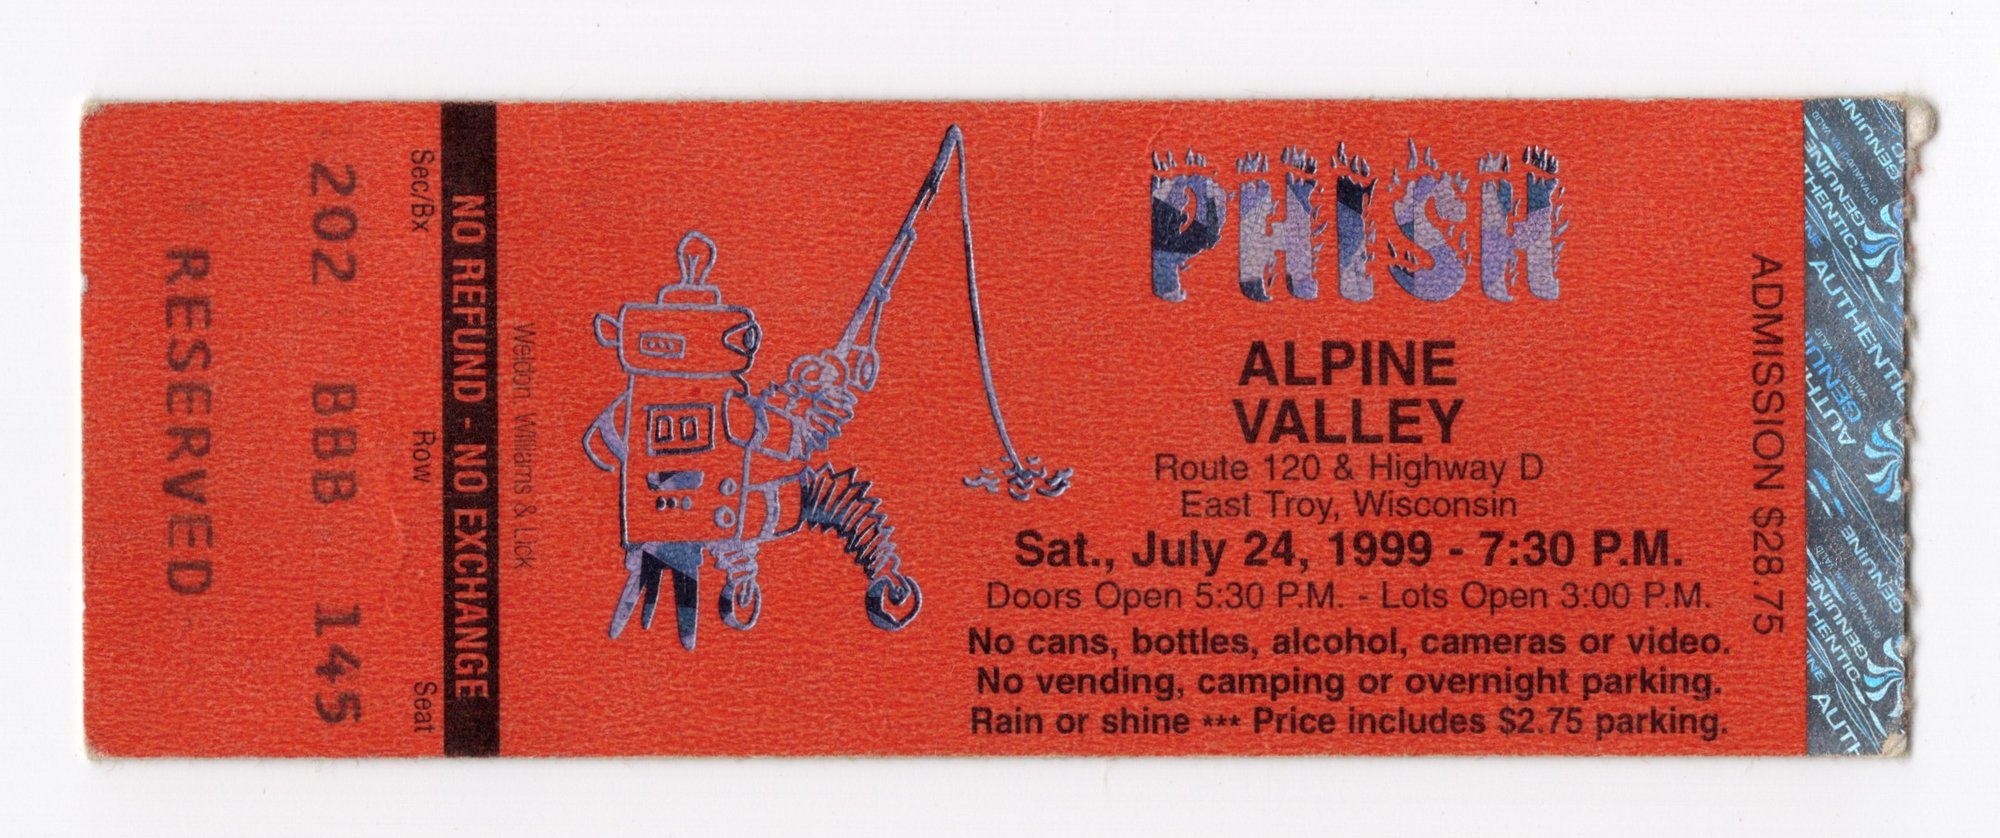 RESERVED
202 BBB 145
Sec/Bx Row Seat
NO REFUND - NO EXCHANGE
Weldon, Williams & Lick
PHISH
ALPINE
VALLEY
Route 120 & Highway D
East Troy, Wisconsin
Sat., July 24, 1999 - 7:30 P.M.
Doors Open 5:30 P.M. - Lots Open 3:00 P.M.
No cans, bottles, alcohol, cameras or video.
No vending, camping or overnight parking.
Rain or shine *** Price includes $2.75 parking.
ADMISSION $28.75
AUTHENTIC
GENUINE